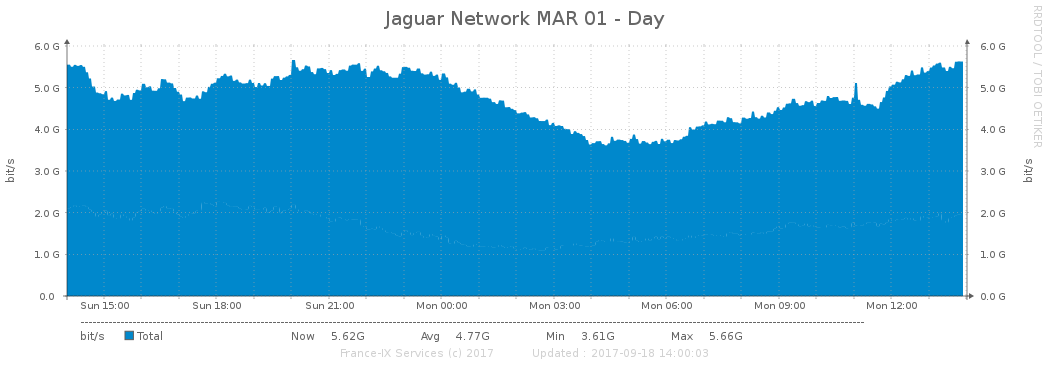 Jaguar Network MAR 01 - Day
RRDTOOL / TOBI OETIKER
6.0 G 6.0 G
5.0 G 5.0 G
4.0 G 4.0 G
3.0 G 3.0 G
2.0 G 2.0 G
1.0 G 1.0 G
0.0 0.0 G
bit/s bit/s
Sun 15:00 Sun 18:00 Sun 21:00 Mon 00:00 Mon 03:00 Mon 06:00 Mon 09:00 Mon 12:00
bit/s Total Now 5.62G Avg 4.77G Min 3.61G Max 5.66G
France-IX Services (c) 2017 Updated : 2017-09-18 14:00:03